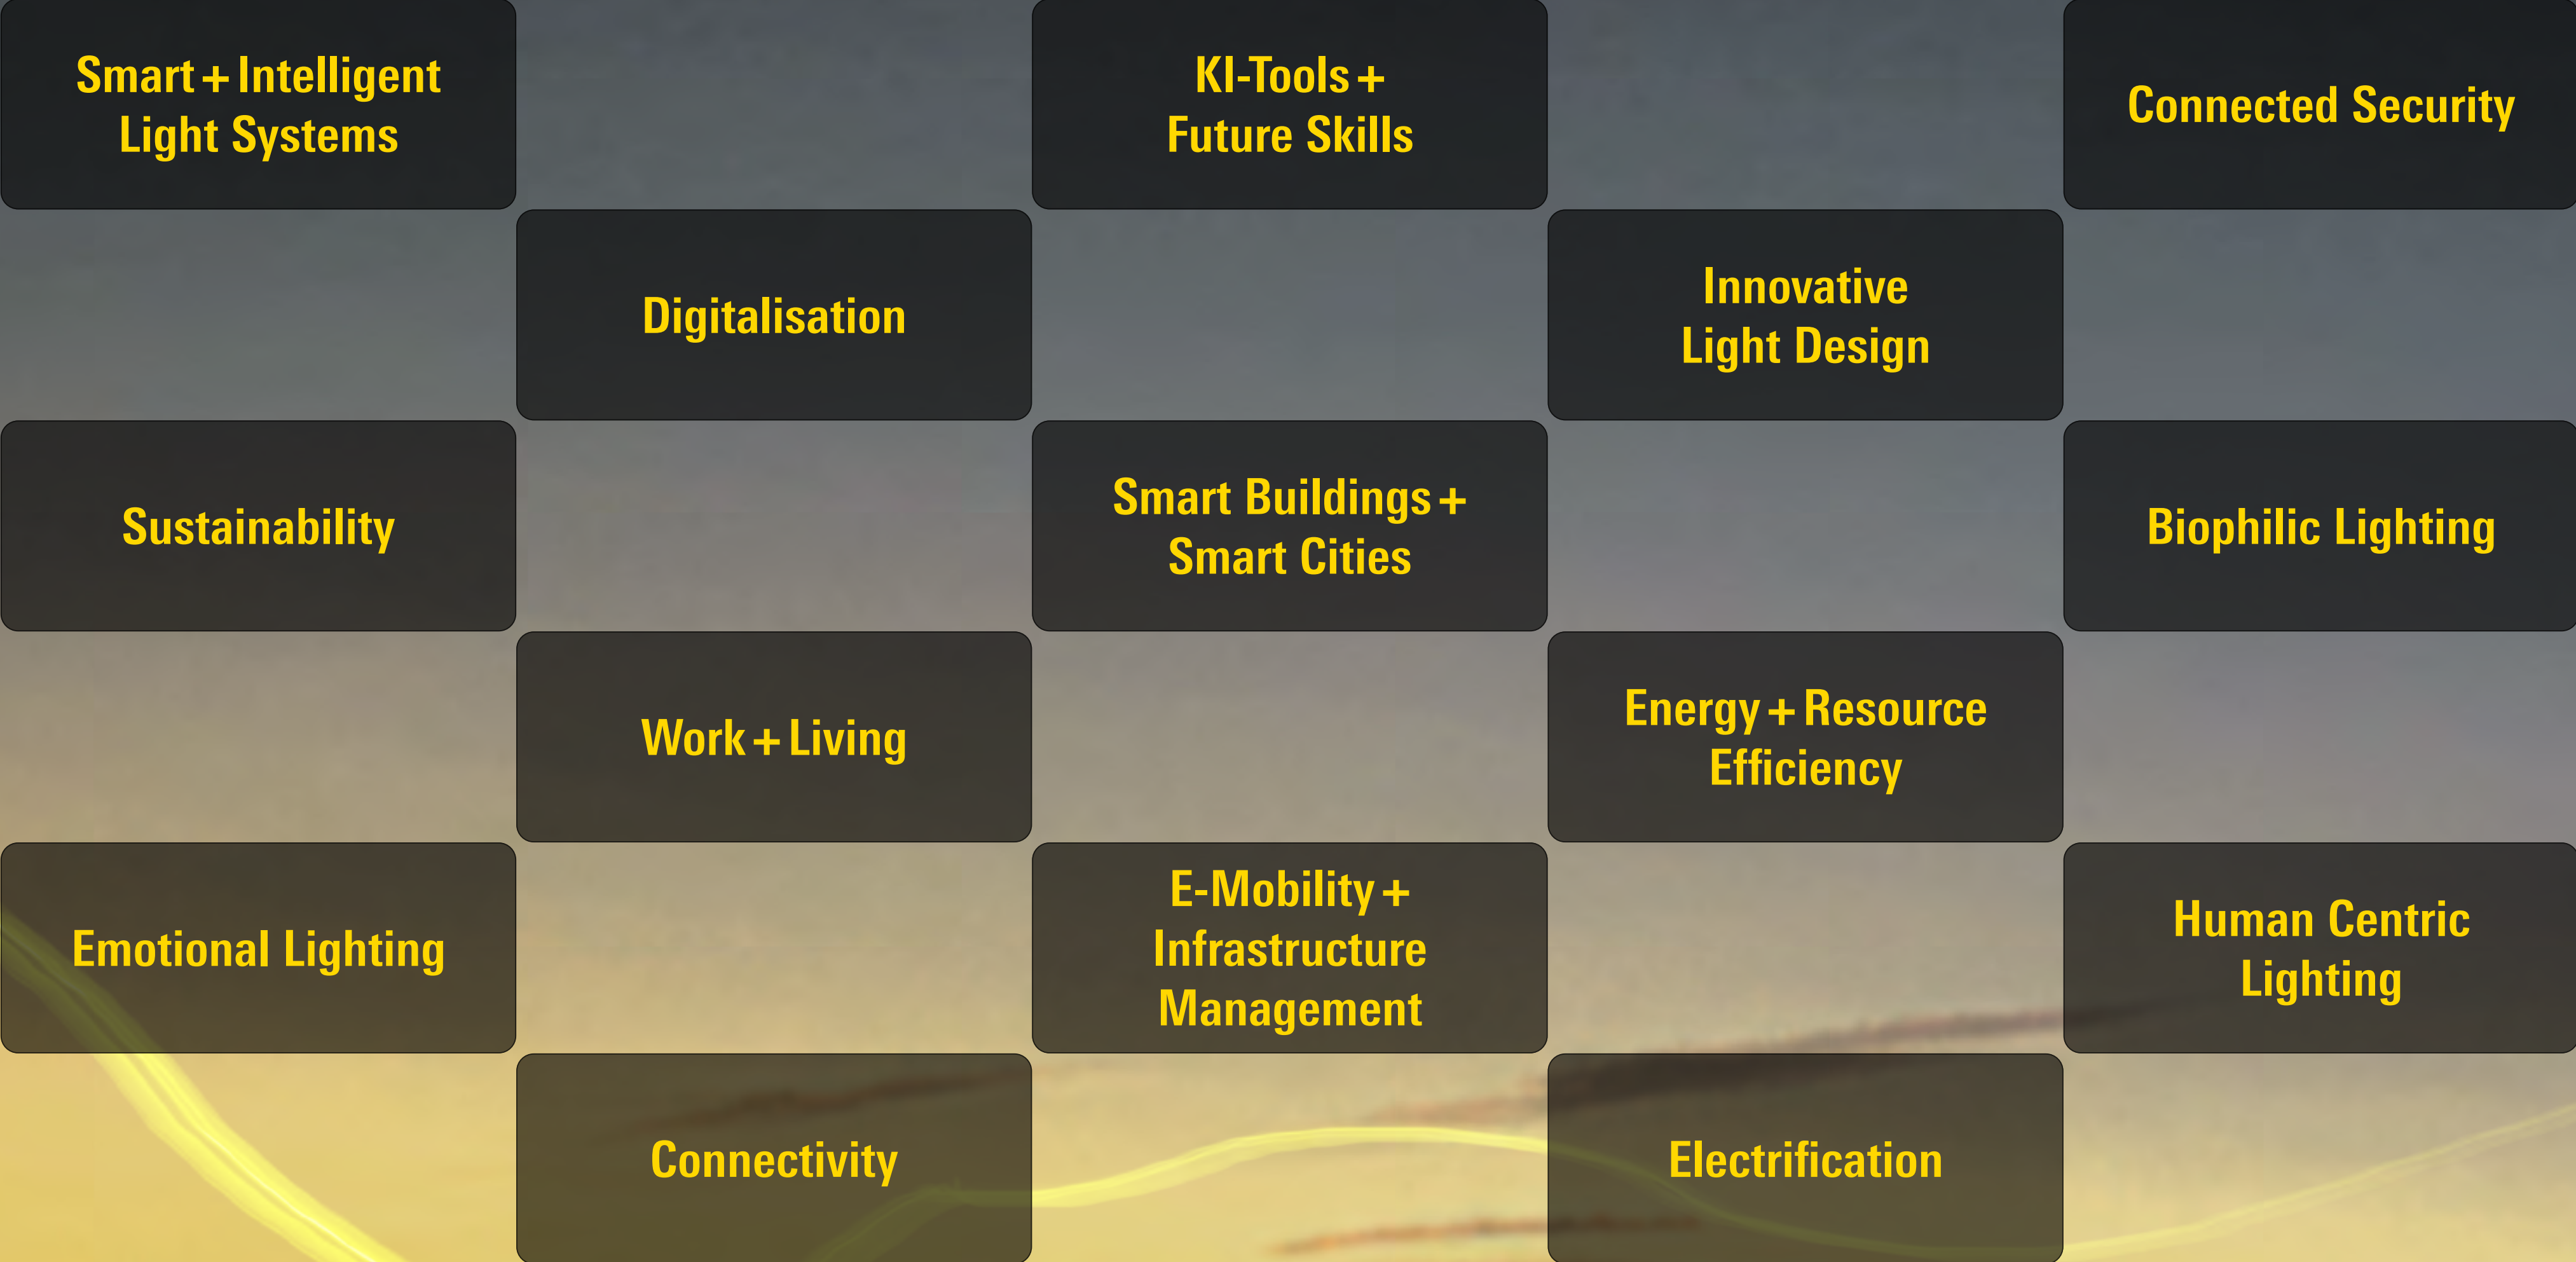 Smart + Intelligent
Light Systems
KI-Tools +
Future Skills
Connected Security
Digitalisation
Innovative
Light Design
Sustainability
Smart Buildings +
Smart Cities
Biophilic Lighting
Work + Living
Energy + Resource
Efficiency
Emotional Lighting
E-Mobility +
Infrastructure
Management
Human Centric
Lighting
Connectivity
Electrification